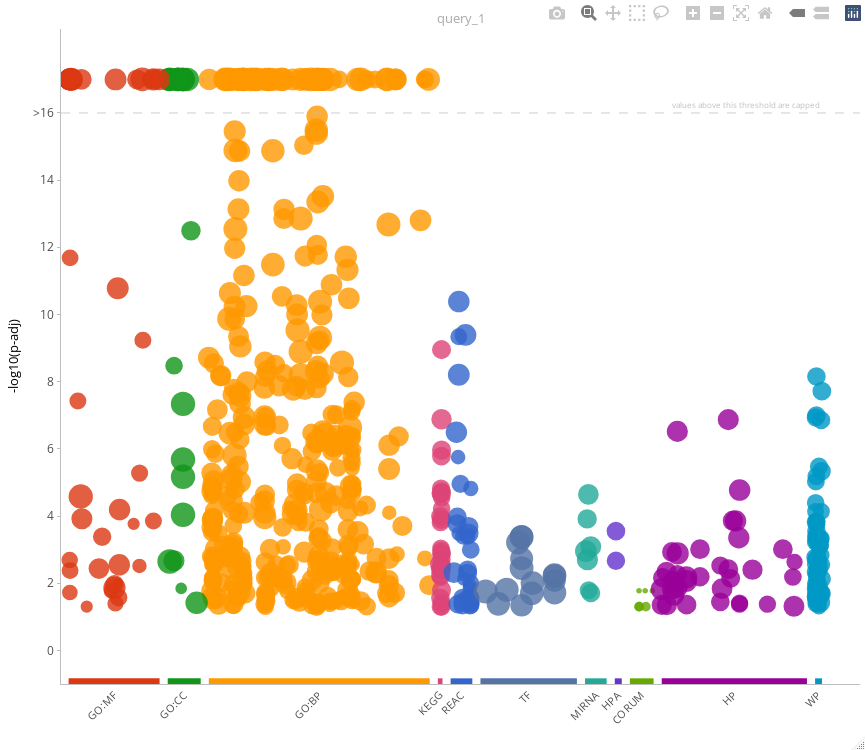 query_1
values above this threshold are capped
>16
14
12
10
8
6
4
2
0
-log10(p-adj)
GO:MF
GO:CC
GO:BP
KEGG
REAC
TF
MIRNA
HPA
CORUM
HP
WP